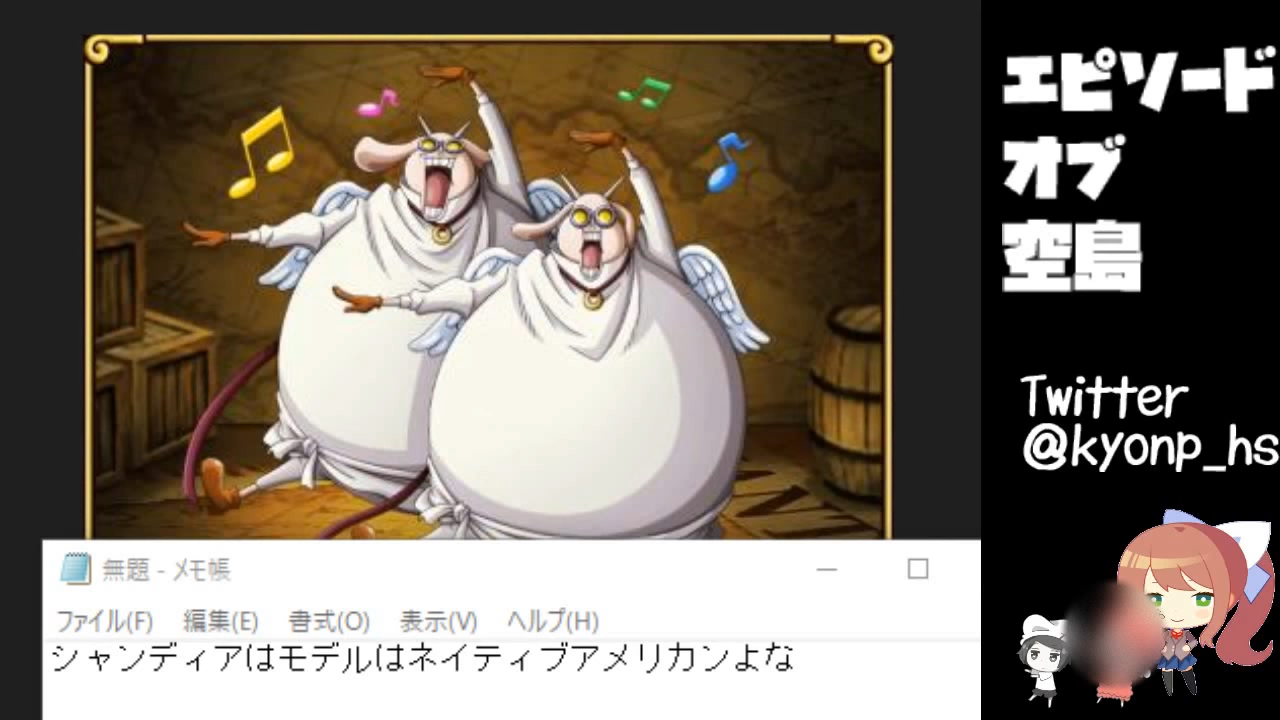 エピソード
オブ
空島
Twitter
@kyonp_hs
無題 - メモ帳
ファイル(F) 編集(E) 書式(O) 表示(V) ヘルプ(H)
シャンディアはモデルはネイティブアメリカンよな